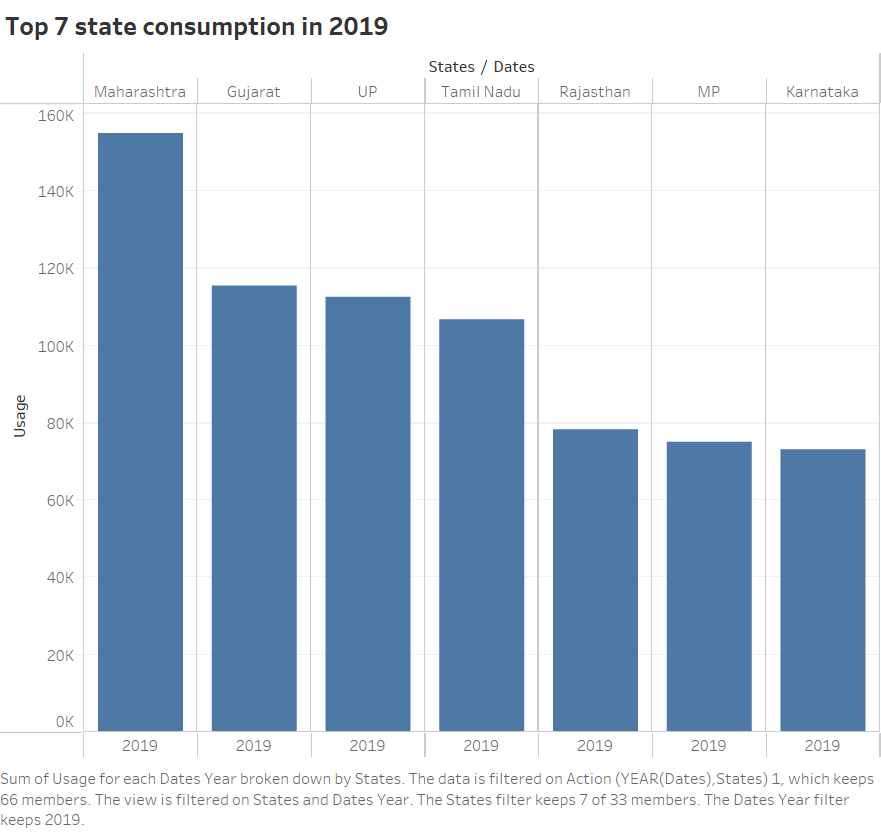 Top 7 state consumption in 2019
States / Dates
Maharashtra Gujarat UP Tamil Nadu Rajasthan MP Karnataka
160K
140K
120K
100K
80K
60K
40K
20K
0K
Usage
2019 2019 2019 2019 2019 2019 2019
Sum of Usage for each Dates Year broken down by States. The data is filtered on Action (YEAR(Dates),States) 1, which keeps
66 members. The view is filtered on States and Dates Year. The States filter keeps 7 of 33 members. The Dates Year filter
keeps 2019.